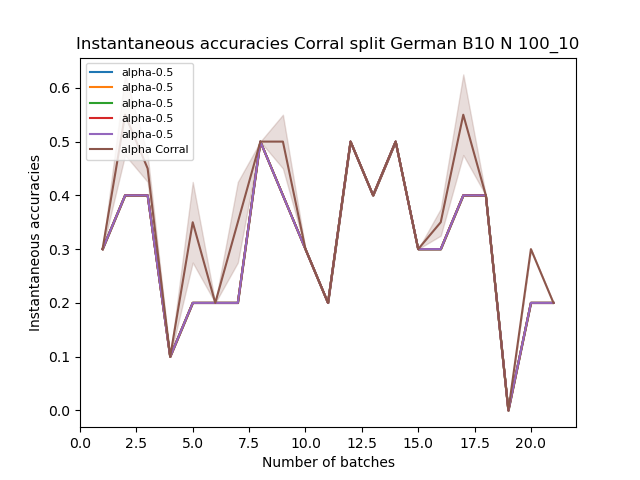 Instantaneous accuracies Corral split German B10 N 100_10
alpha-0.5
alpha-0.5
alpha-0.5
alpha-0.5
alpha-0.5
alpha Corral
0.6
0.5
0.4
0.3
0.2
0.1
0.0
Instantaneous accuracies
0.0 2.5 5.0 7.5 10.0 12.5 15.0 17.5 20.0
Number of batches